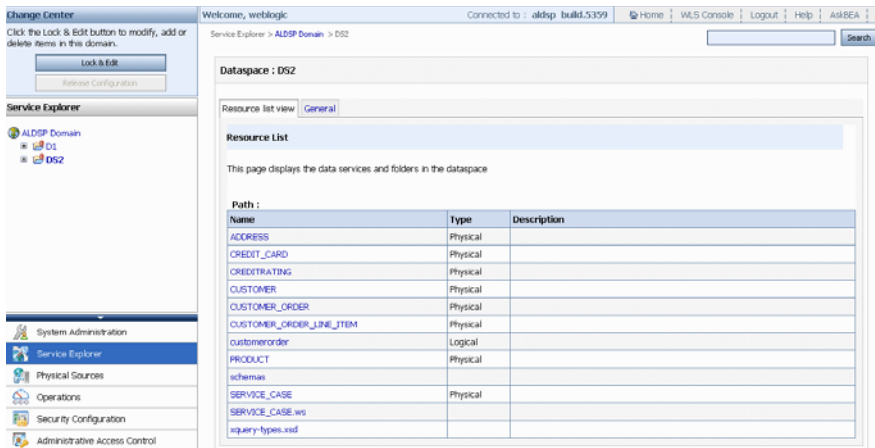 Change Center
Click the Lock & Edit button to modify, add or
delete items in this domain.
Lock & Edit
Release Configuration
Service Explorer
ALDSP Domain
D1
DS2
System Administration
Service Explorer
Physical Sources
Operations
Security Configuration
Administrative Access Control
Welcome, weblogic
Connected to : aldsp build.5359
Home
WLS Console
Logout
Help
AskBEA
Service Explorer > ALDSP Domain > DS2
Search
Dataspace : DS2
Resource list view
General
Resource List
This page displays the data services and folders in the dataspace
Path :
Name Type Description
ADDRESS Physical
CREDIT_CARD Physical
CREDITRATING Physical
CUSTOMER Physical
CUSTOMER_ORDER Physical
CUSTOMER_ORDER_LINE_ITEM Physical
customerorder Logical
PRODUCT Physical
schemas
SERVICE_CASE Physical
SERVICE_CASE.ws
xquery-types.xsd